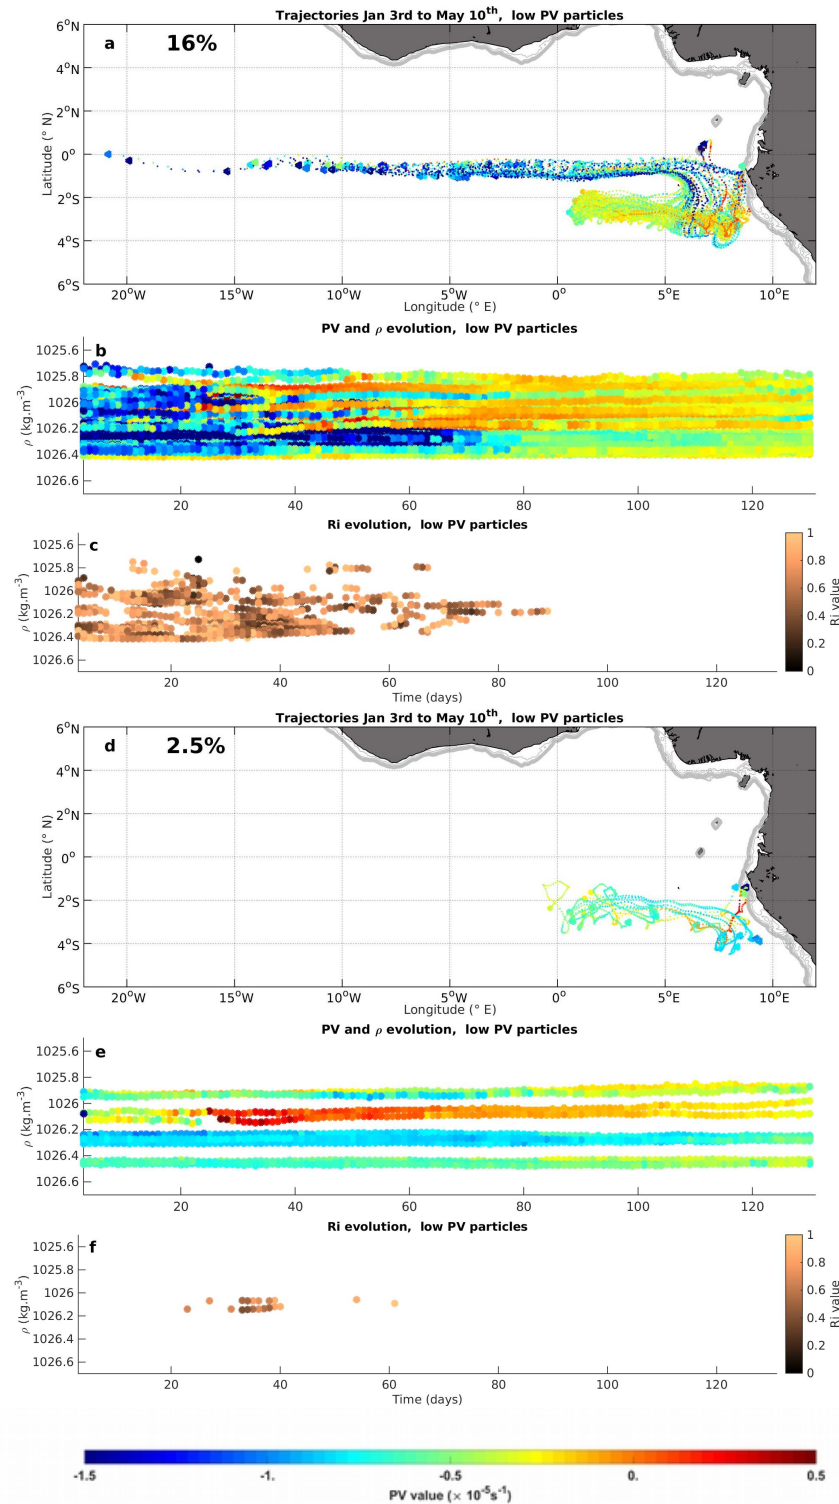 Trajectories Jan 3rd to May 10th, low PV particles
a
16%
6°N
4°N
2°N
0°
2°S
4°S
6°S
Latitude (° N)
20°W 15°W 10°W 5°W 0° 5°E 10°E
Longitude (° E)
PV and ρ evolution, low PV particles
b
1025.6
1025.8
1026
1026.2
1026.4
1026.6
ρ (kg.m-3)
20 40 60 80 100 120
Ri evolution, low PV particles
c
1025.6
1025.8
1026
1026.2
1026.4
1026.6
ρ (kg.m-3)
1
0.8
0.6
0.4
0.2
0
Ri value
20 40 60 80 100 120
Time (days)
Trajectories Jan 3rd to May 10th, low PV particles
d
2.5%
6°N
4°N
2°N
0°
2°S
4°S
6°S
Latitude (° N)
20°W 15°W 10°W 5°W 0° 5°E 10°E
Longitude (° E)
PV and ρ evolution, low PV particles
e
1025.6
1025.8
1026
1026.2
1026.4
1026.6
ρ (kg.m-3)
20 40 60 80 100 120
Ri evolution, low PV particles
f
1025.6
1025.8
1026
1026.2
1026.4
1026.6
ρ (kg.m-3)
1
0.8
0.6
0.4
0.2
0
Ri value
20 40 60 80 100 120
Time (days)
-1.5 -1. -0.5 0. 0.5
PV value (× 10-5s-1)